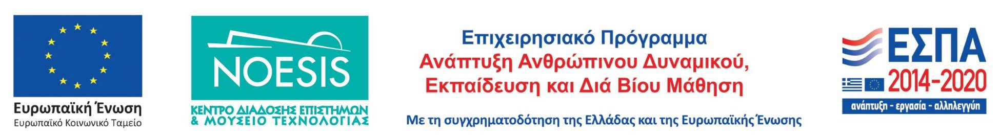 Ευρωπαϊκή Ένωση
Ευρωπαϊκό Κοινωνικό Ταμείο
NOESIS
ΚΕΝΤΡΟ ΔΙΑΔΟΣΗΣ ΕΠΙΣΤΗΜΩΝ
& ΜΟΥΣΕΙΟ ΤΕΧΝΟΛΟΓΙΑΣ
Επιχειρησιακό Πρόγραμμα
Ανάπτυξη Ανθρώπινου Δυναμικού,
Εκπαίδευση και Διά Βίου Μάθηση
Με τη συγχρηματοδότηση της Ελλάδας και της Ευρωπαϊκής Ένωσης
ΕΣΠΑ
2014-2020
ανάπτυξη - εργασία - αλληλεγγύη